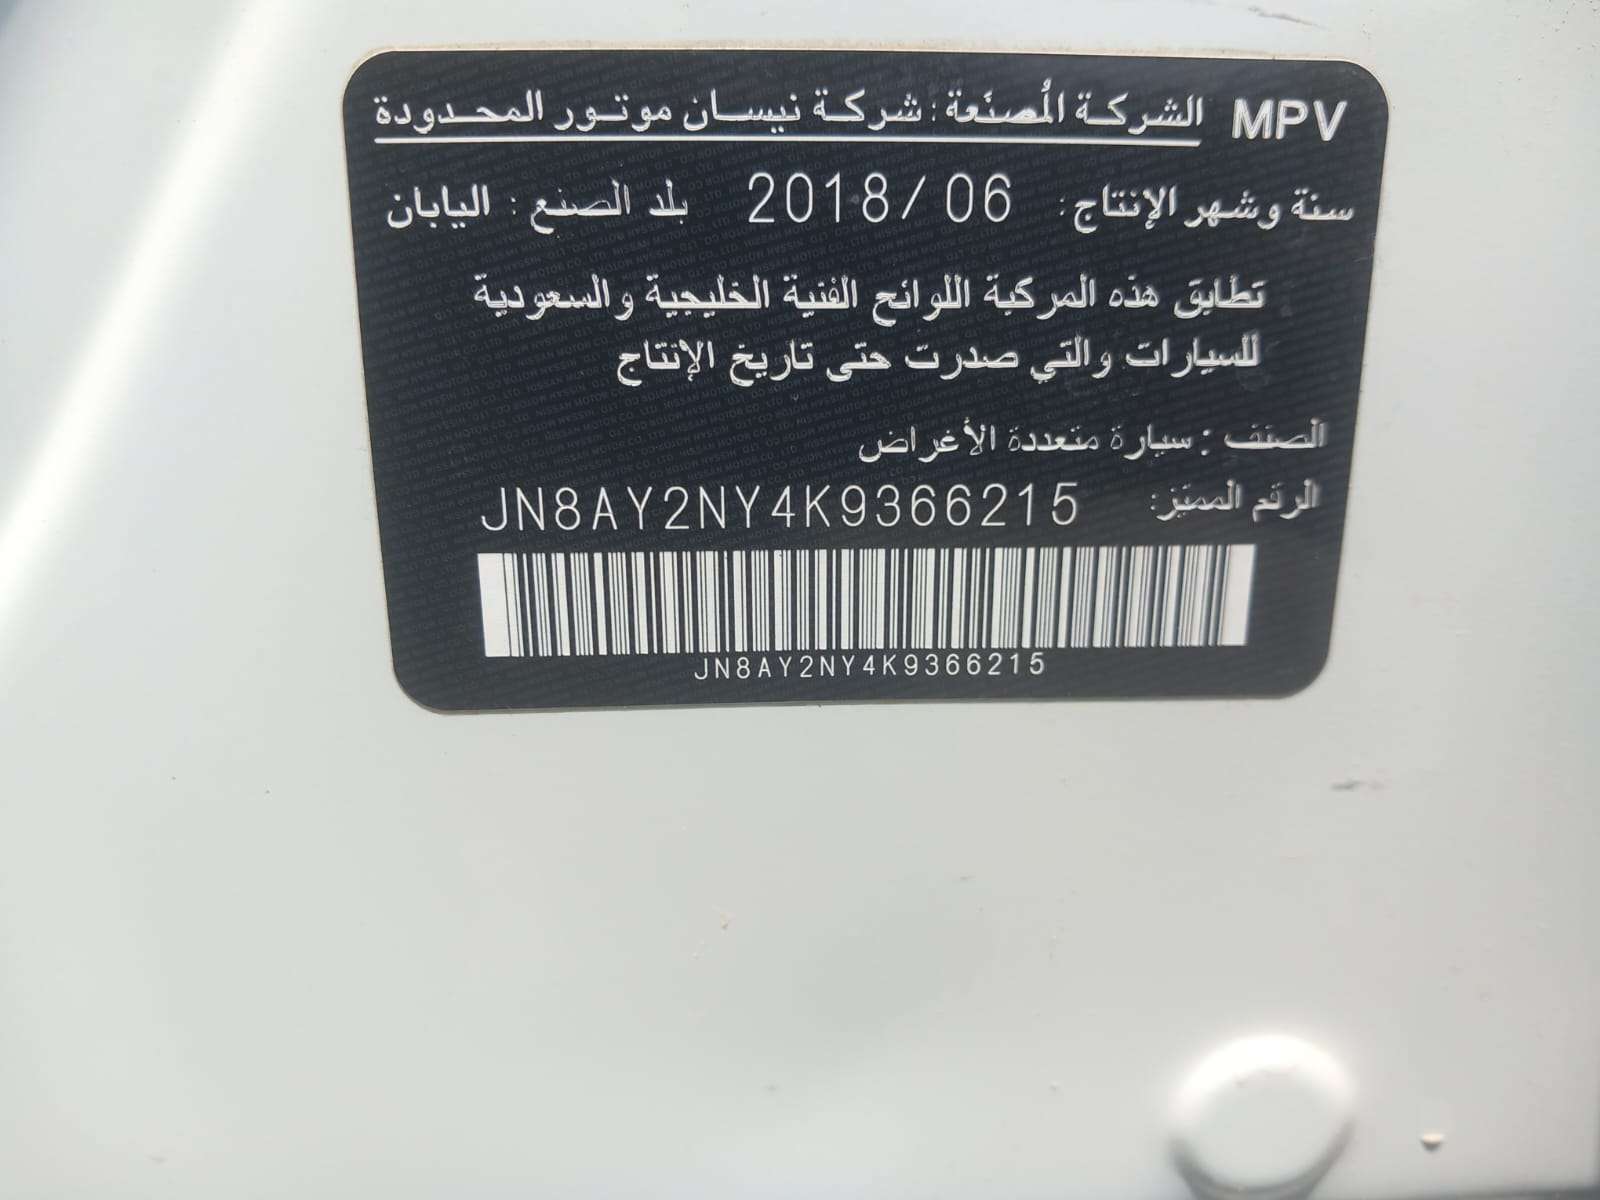 MPV الشركة المُصنّعة : شركة نيسان موتور المحدودة
سنة وشهر الإنتاج: 2018/06 بلد الصنع : اليابان
تطابق هذه المركبة اللوائح الفنية الخليجية والسعودية
للسيارات والتي صدرت حتى تاريخ الإنتاج
الصنف : سيارة متعددة الأغراض
الرقم المميّز: JN8AY2NY4K9366215
JN8AY2NY4K9366215